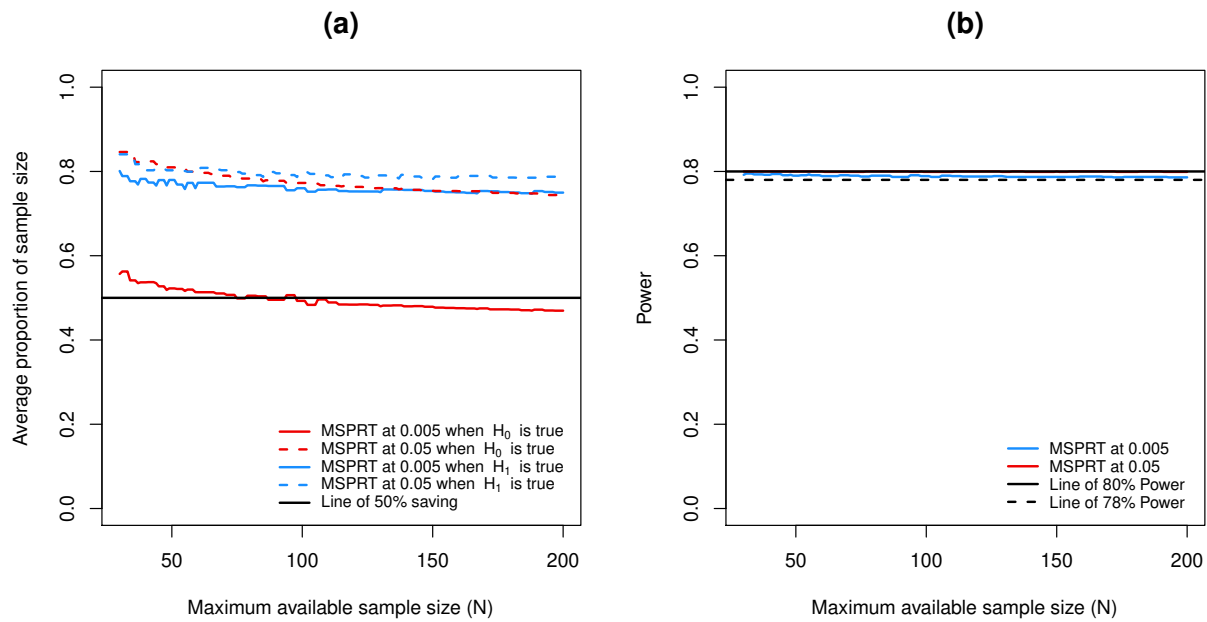 (a)
Average proportion of sample size
1.0
0.8
0.6
0.4
0.2
0.0
MSPRT at 0.005 when H₀ is true
MSPRT at 0.05 when H₀ is true
MSPRT at 0.005 when H₁ is true
MSPRT at 0.05 when H₁ is true
Line of 50% saving
50 100 150 200
Maximum available sample size (N)
(b)
Power
1.0
0.8
0.6
0.4
0.2
0.0
MSPRT at 0.005
MSPRT at 0.05
Line of 80% Power
Line of 78% Power
50 100 150 200
Maximum available sample size (N)